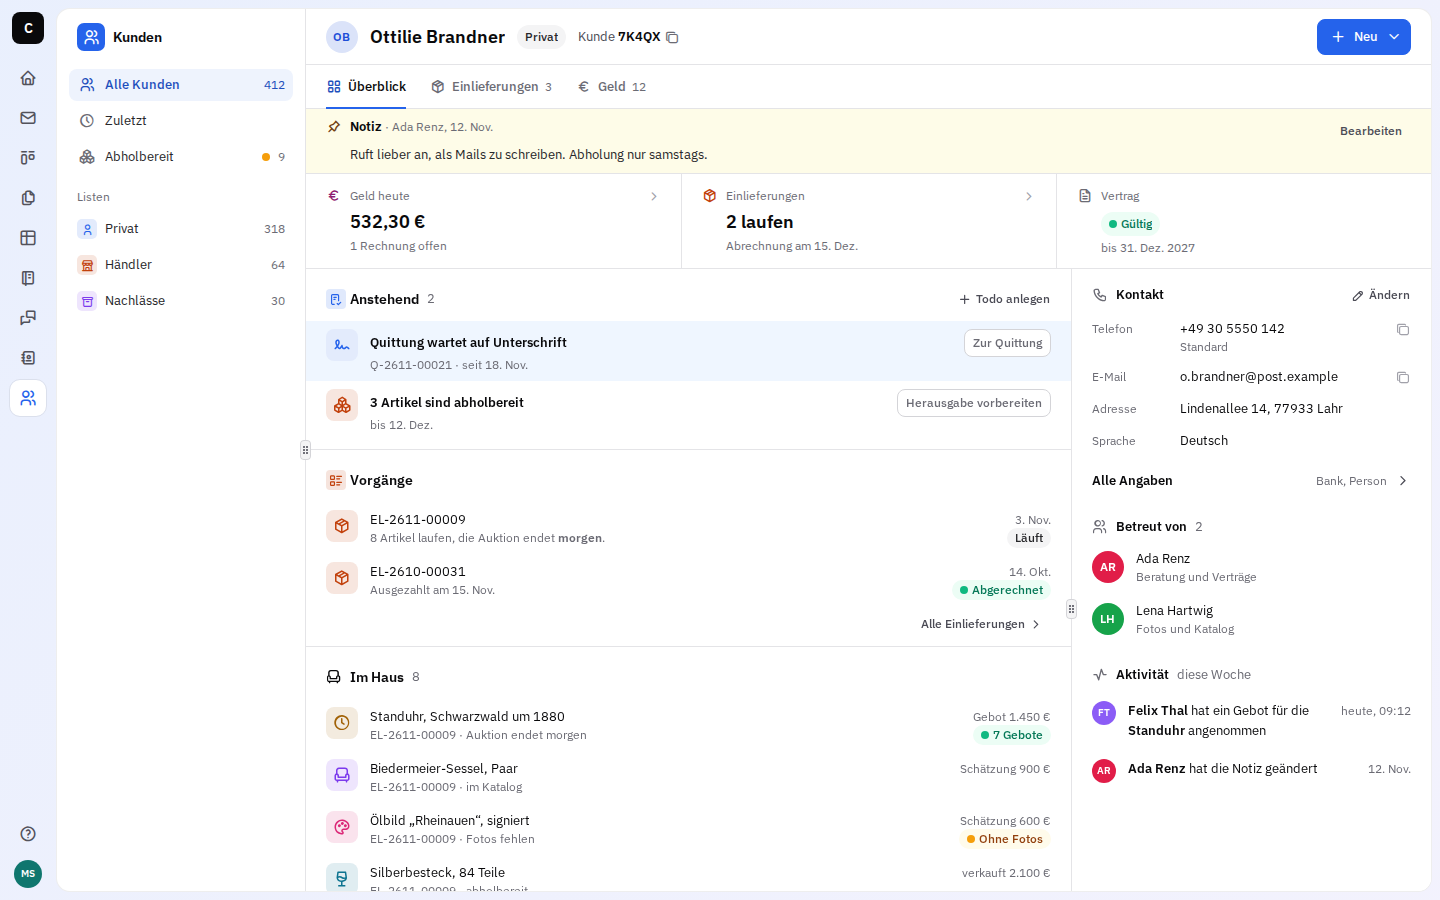 C
Kunden
Alle Kunden 412
Zuletzt
Abholbereit 9
Listen
Privat 318
Händler 64
Nachlässe 30
MS
OB Ottilie Brandner Privat Kunde 7K4QX
Neu
Überblick Einlieferungen 3 Geld 12
Notiz · Ada Renz, 12. Nov.
Ruft lieber an, als Mails zu schreiben. Abholung nur samstags.
Bearbeiten
Geld heute
532,30 €
1 Rechnung offen
Einlieferungen
2 laufen
Abrechnung am 15. Dez.
Vertrag
Gültig
bis 31. Dez. 2027
Anstehend 2
Todo anlegen
Quittung wartet auf Unterschrift
Q-2611-00021 · seit 18. Nov.
Zur Quittung
3 Artikel sind abholbereit
bis 12. Dez.
Herausgabe vorbereiten
Vorgänge
EL-2611-00009 3. Nov.
8 Artikel laufen, die Auktion endet morgen. Läuft
EL-2610-00031 14. Okt.
Ausgezahlt am 15. Nov. Abgerechnet
Alle Einlieferungen
Im Haus 8
Standuhr, Schwarzwald um 1880 Gebot 1.450 €
EL-2611-00009 · Auktion endet morgen 7 Gebote
Biedermeier-Sessel, Paar Schätzung 900 €
EL-2611-00009 · im Katalog
Ölbild „Rheinauen“, signiert Schätzung 600 €
EL-2611-00009 · Fotos fehlen Ohne Fotos
Silberbesteck, 84 Teile verkauft 2.100 €
EL-2611-00009 · abholbereit
Kontakt Ändern
Telefon +49 30 5550 142
Standard
E-Mail o.brandner@post.example
Adresse Lindenallee 14, 77933 Lahr
Sprache Deutsch
Alle Angaben Bank, Person
Betreut von 2
AR Ada Renz
Beratung und Verträge
LH Lena Hartwig
Fotos und Katalog
Aktivität diese Woche
FT Felix Thal hat ein Gebot für die heute, 09:12
Standuhr angenommen
AR Ada Renz hat die Notiz geändert 12. Nov.